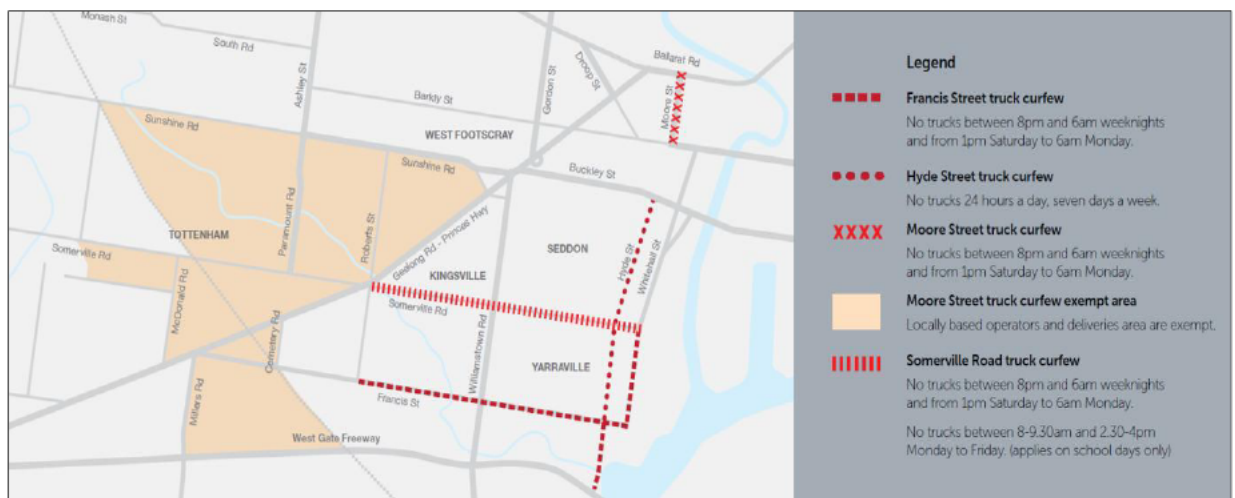 Monash St
South Rd
Ashley St
Barkly St
Gordon St
Droop St
Ballarat Rd
Moore St
WEST FOOTSCRAY
Sunshine Rd
Sunshine Rd
Buckley St
Paramount Rd
Roberts St
Geelong Rd - Princes Hwy
TOTTENHAM
SEDDON
Hyde St
Whitehall St
Somerville Rd
KINGSVILLE
Somerville Rd
McDonald Rd
Cemetery Rd
Williamstown Rd
YARRAVILLE
Millers Rd
Francis St
West Gate Freeway
Legend
Francis Street truck curfew
No trucks between 8pm and 6am weeknights
and from 1pm Saturday to 6am Monday.
Hyde Street truck curfew
No trucks 24 hours a day, seven days a week.
XXXX
Moore Street truck curfew
No trucks between 8pm and 6am weeknights
and from 1pm Saturday to 6am Monday.
Moore Street truck curfew exempt area
Locally based operators and deliveries area are exempt.
Somerville Road truck curfew
No trucks between 8pm and 6am weeknights
and from 1pm Saturday to 6am Monday.
No trucks between 8-9.30am and 2.30-4pm
Monday to Friday. (applies on school days only)